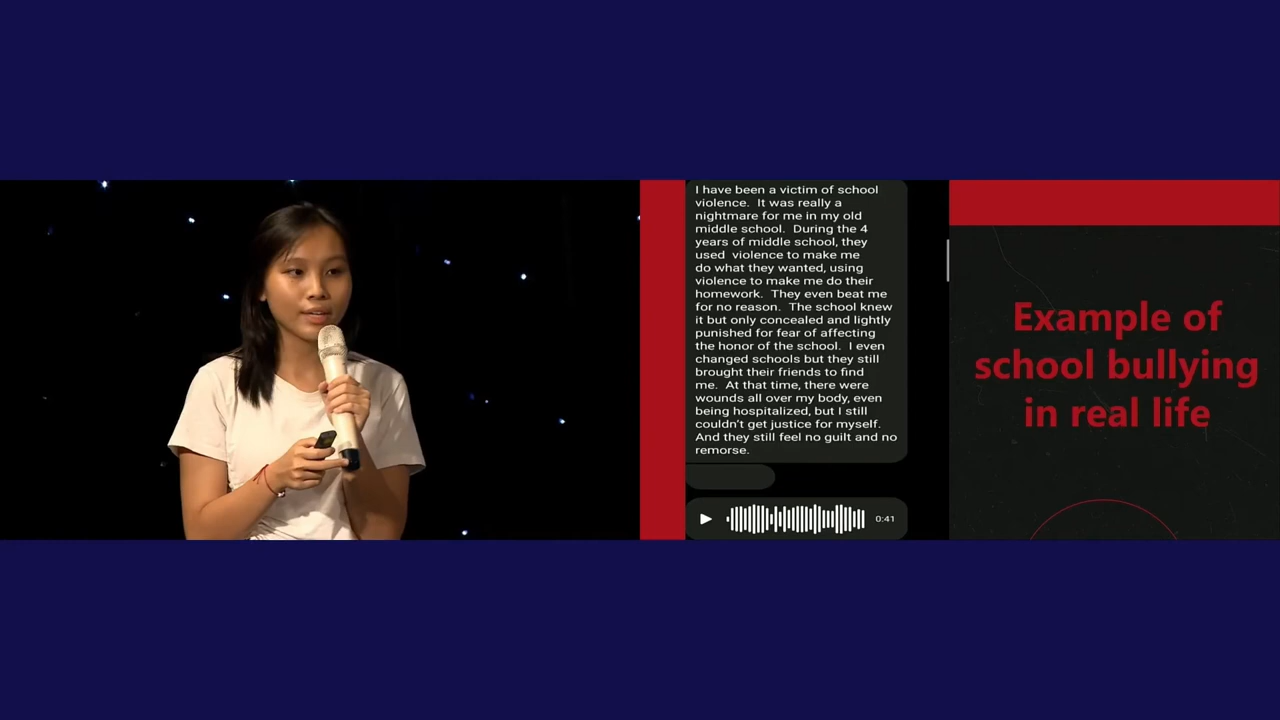 I have been a victim of school
violence.  It was really a
nightmare for me in my old
middle school.  During the 4
years of middle school, they
used  violence to make me
do what they wanted, using
violence to make me do their
homework.  They even beat me
for no reason.  The school knew
it but only concealed and lightly
punished for fear of affecting
the honor of the school.  I even
changed schools but they still
brought their friends to find
me.  At that time, there were
wounds all over my body, even
being hospitalized, but I still
couldn't get justice for myself.
And they still feel no guilt and no
remorse.
0:41
Example of
school bullying
in real life